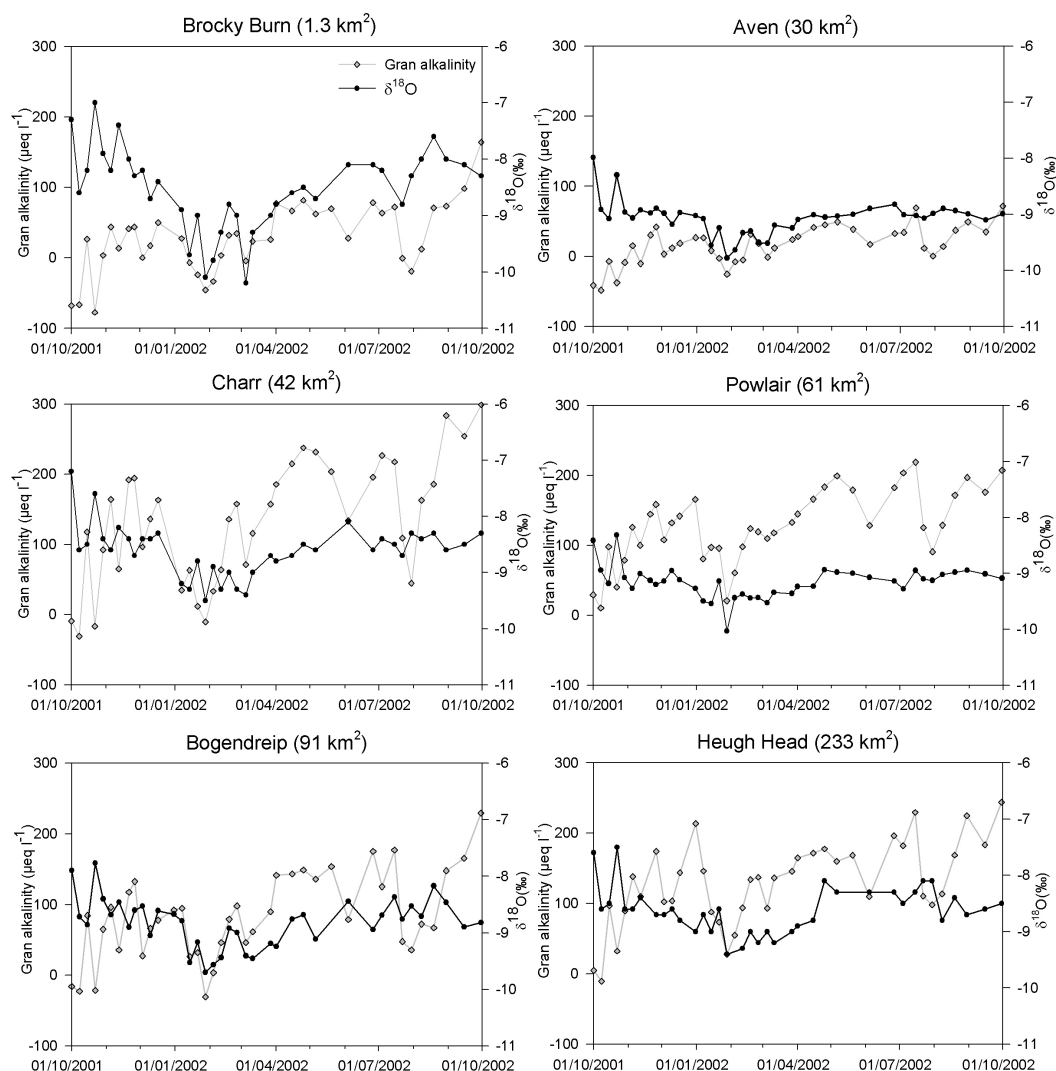 Brocky Burn (1.3 km²)
300
200
100
0
-100
Gran alkalinity (µeq l⁻¹)
Gran alkalinity
δ¹⁸O
-6
-7
-8
-9
-10
-11
δ¹⁸O(‰)
01/10/2001 01/01/2002 01/04/2002 01/07/2002 01/10/2002
Aven (30 km²)
300
200
100
0
-100
Gran alkalinity (µeq l⁻¹)
-6
-7
-8
-9
-10
-11
δ¹⁸O(‰)
01/10/2001 01/01/2002 01/04/2002 01/07/2002 01/10/2002
Charr (42 km²)
300
200
100
0
-100
Gran alkalinity (µeq l⁻¹)
-6
-7
-8
-9
-10
-11
δ¹⁸O(‰)
01/10/2001 01/01/2002 01/04/2002 01/07/2002 01/10/2002
Powlair (61 km²)
300
200
100
0
-100
Gran alkalinity (µeq l⁻¹)
-6
-7
-8
-9
-10
-11
δ¹⁸O(‰)
01/10/2001 01/01/2002 01/04/2002 01/07/2002 01/10/2002
Bogendreip (91 km²)
300
200
100
0
-100
Gran alkalinity (µeq l⁻¹)
-6
-7
-8
-9
-10
-11
δ¹⁸O(‰)
01/10/2001 01/01/2002 01/04/2002 01/07/2002 01/10/2002
Heugh Head (233 km²)
300
200
100
0
-100
Gran alkalinity (µeq l⁻¹)
-6
-7
-8
-9
-10
-11
δ¹⁸O(‰)
01/10/2001 01/01/2002 01/04/2002 01/07/2002 01/10/2002